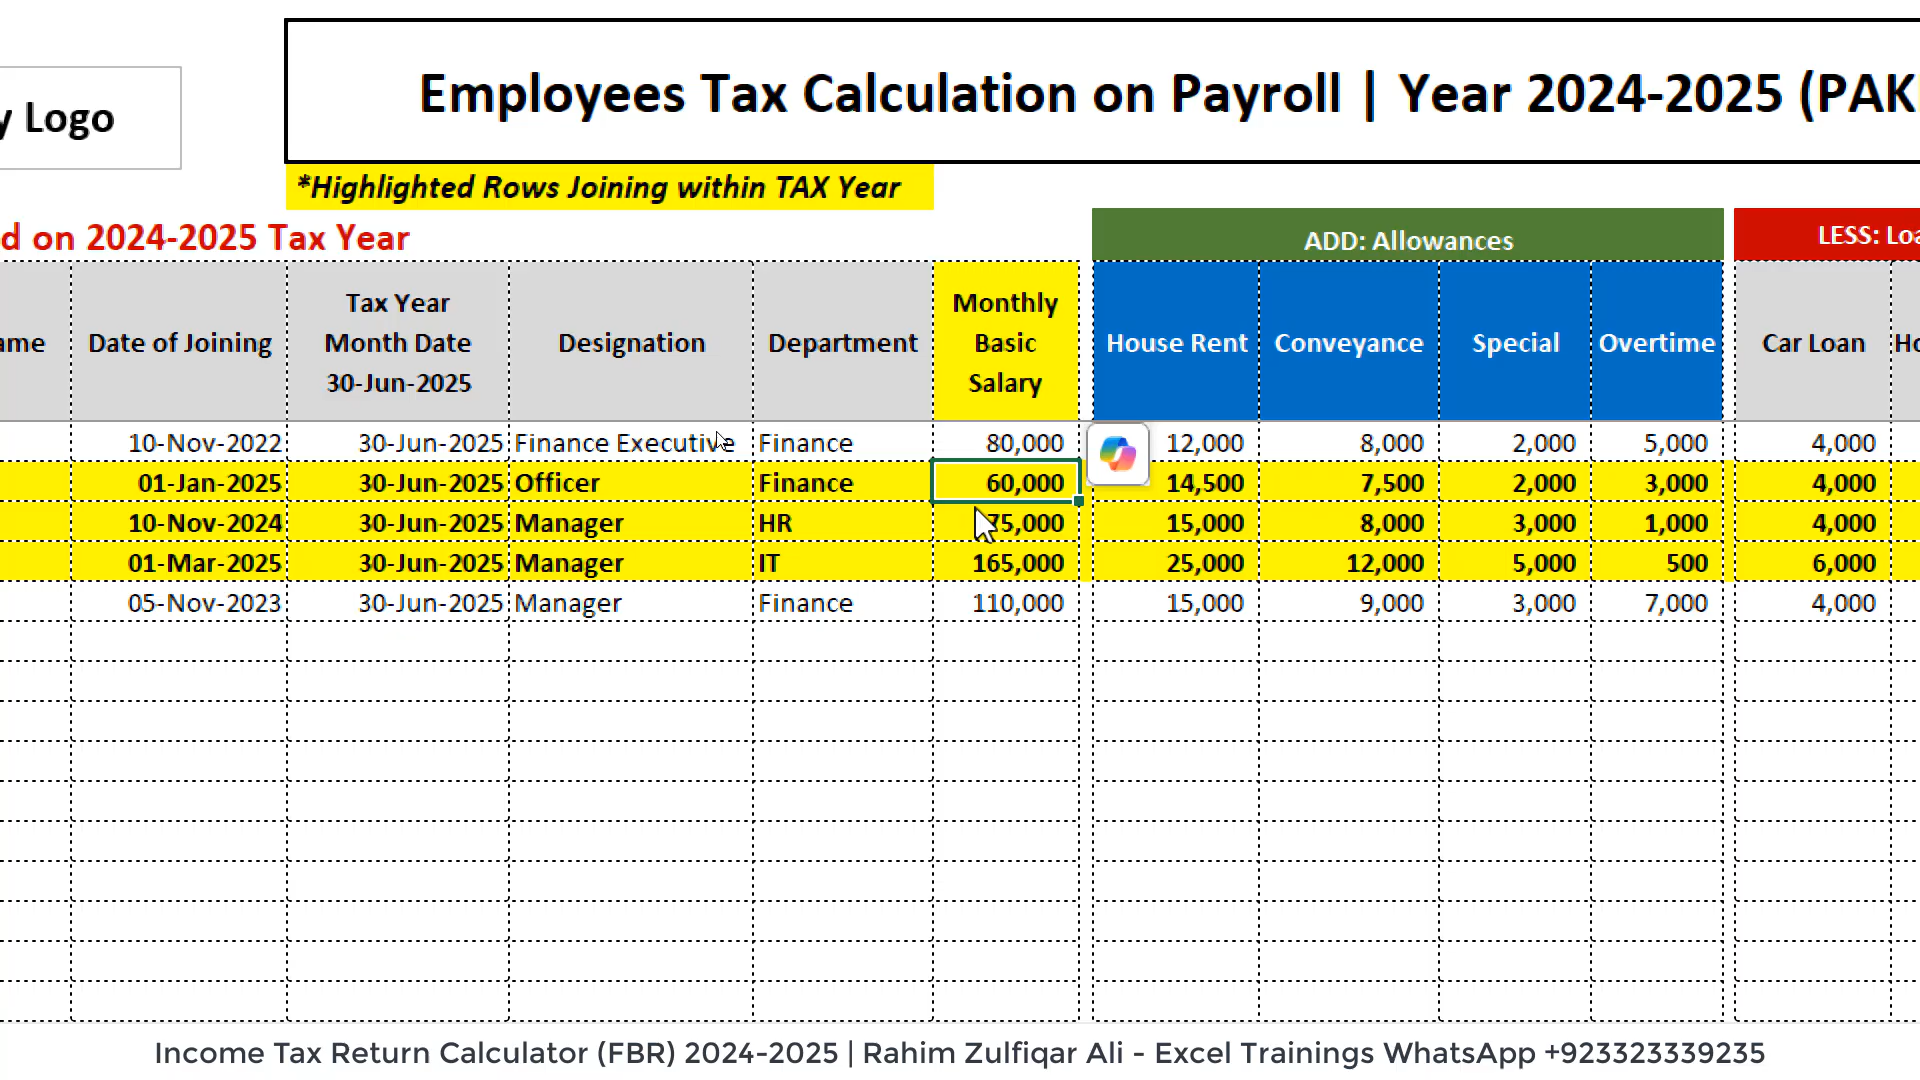 y Logo
Employees Tax Calculation on Payroll | Year 2024-2025 (PAK
*Highlighted Rows Joining within TAX Year
d on 2024-2025 Tax Year
ADD: Allowances
LESS: Loa
ame Date of Joining Tax Year Month Date 30-Jun-2025 Designation Department Monthly Basic Salary House Rent Conveyance Special Overtime Car Loan Ho
10-Nov-2022 30-Jun-2025 Finance Executive Finance 80,000 12,000 8,000 2,000 5,000 4,000
01-Jan-2025 30-Jun-2025 Officer Finance 60,000 14,500 7,500 2,000 3,000 4,000
10-Nov-2024 30-Jun-2025 Manager HR 75,000 15,000 8,000 3,000 1,000 4,000
01-Mar-2025 30-Jun-2025 Manager IT 165,000 25,000 12,000 5,000 500 6,000
05-Nov-2023 30-Jun-2025 Manager Finance 110,000 15,000 9,000 3,000 7,000 4,000
Income Tax Return Calculator (FBR) 2024-2025 | Rahim Zulfiqar Ali - Excel Trainings WhatsApp +923323339235